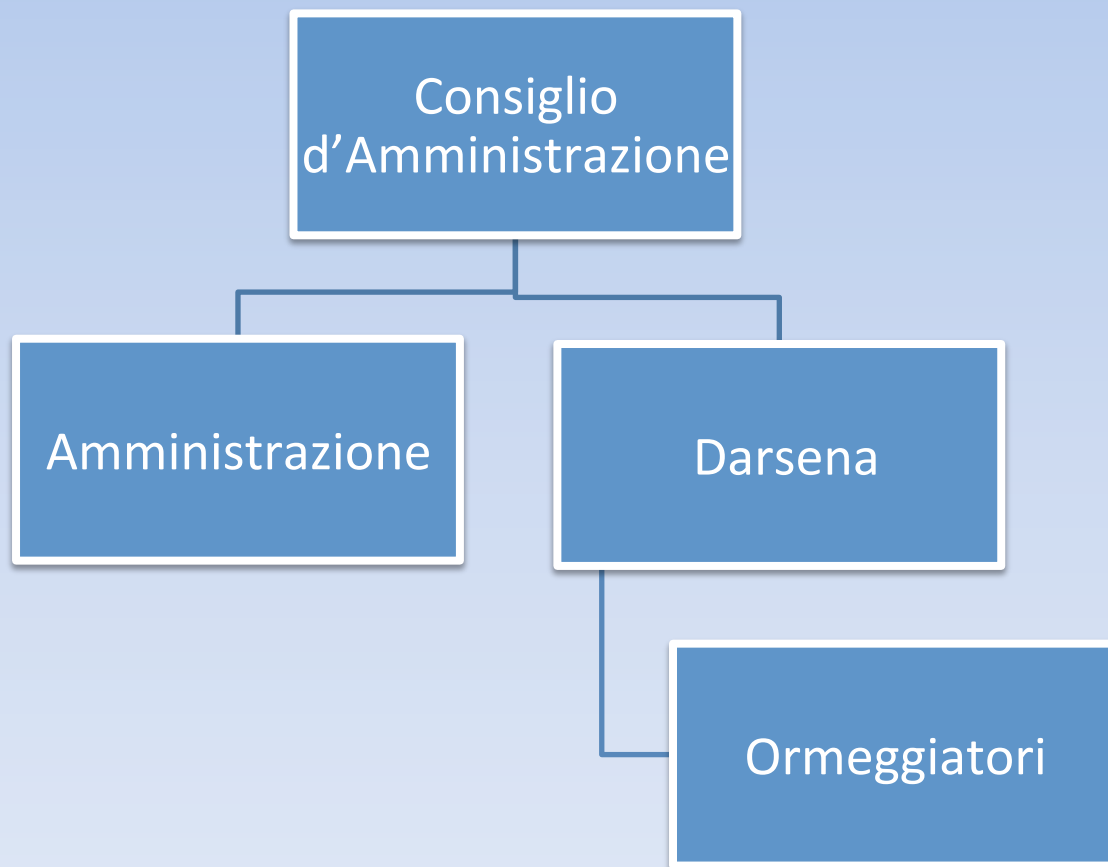 Consiglio
d’Amministrazione
Amministrazione
Darsena
Ormeggiatori